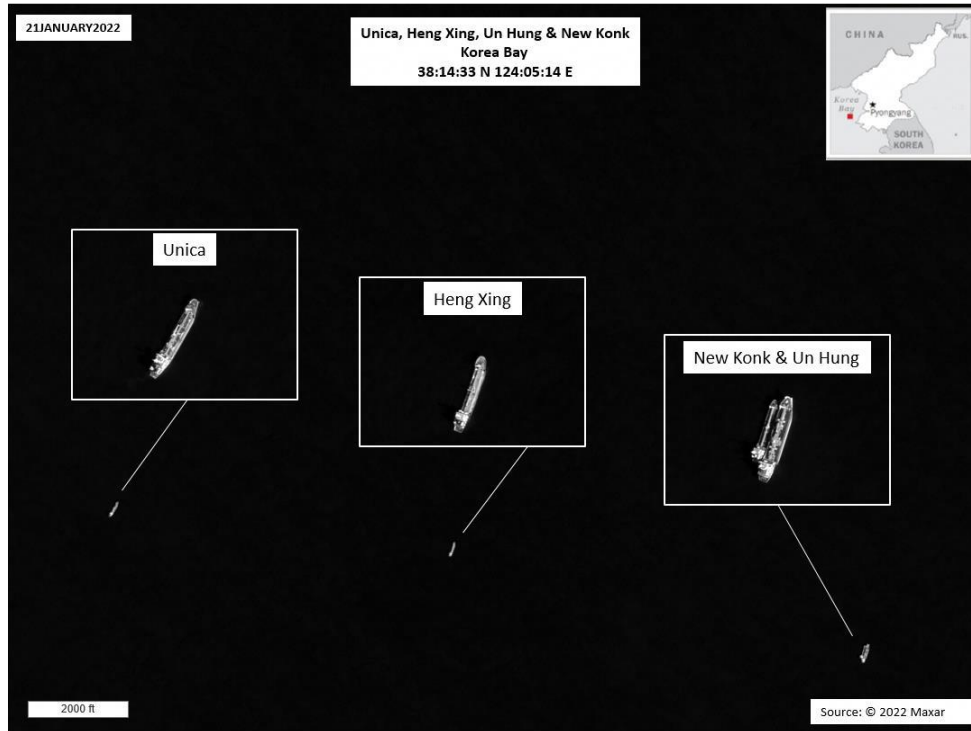 21JANUARY2022
Unica, Heng Xing, Un Hung & New Konk
Korea Bay
38:14:33 N 124:05:14 E
CHINA
RUS.
Korea
Bay
Pyongyang
SOUTH
KOREA
Unica
Heng Xing
New Konk & Un Hung
2000 ft
Source: © 2022 Maxar